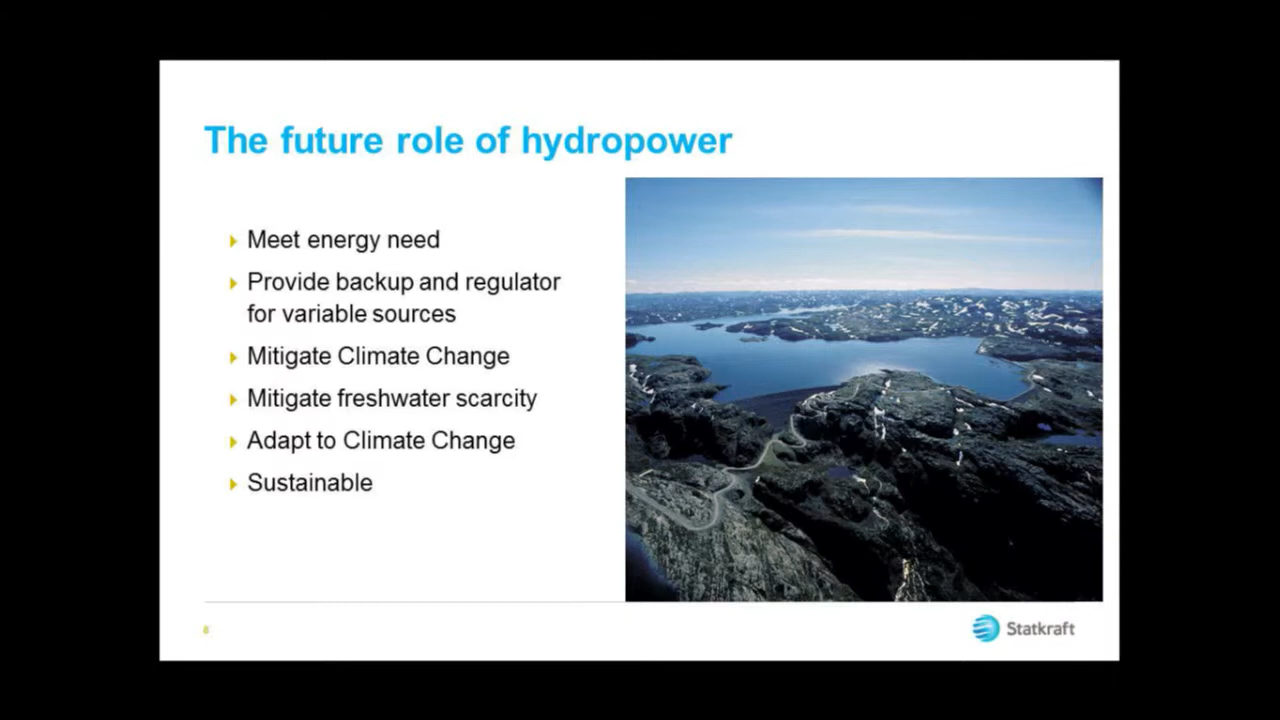 The future role of hydropower
Meet energy need
Provide backup and regulator
for variable sources
Mitigate Climate Change
Mitigate freshwater scarcity
Adapt to Climate Change
Sustainable
8
Statkraft